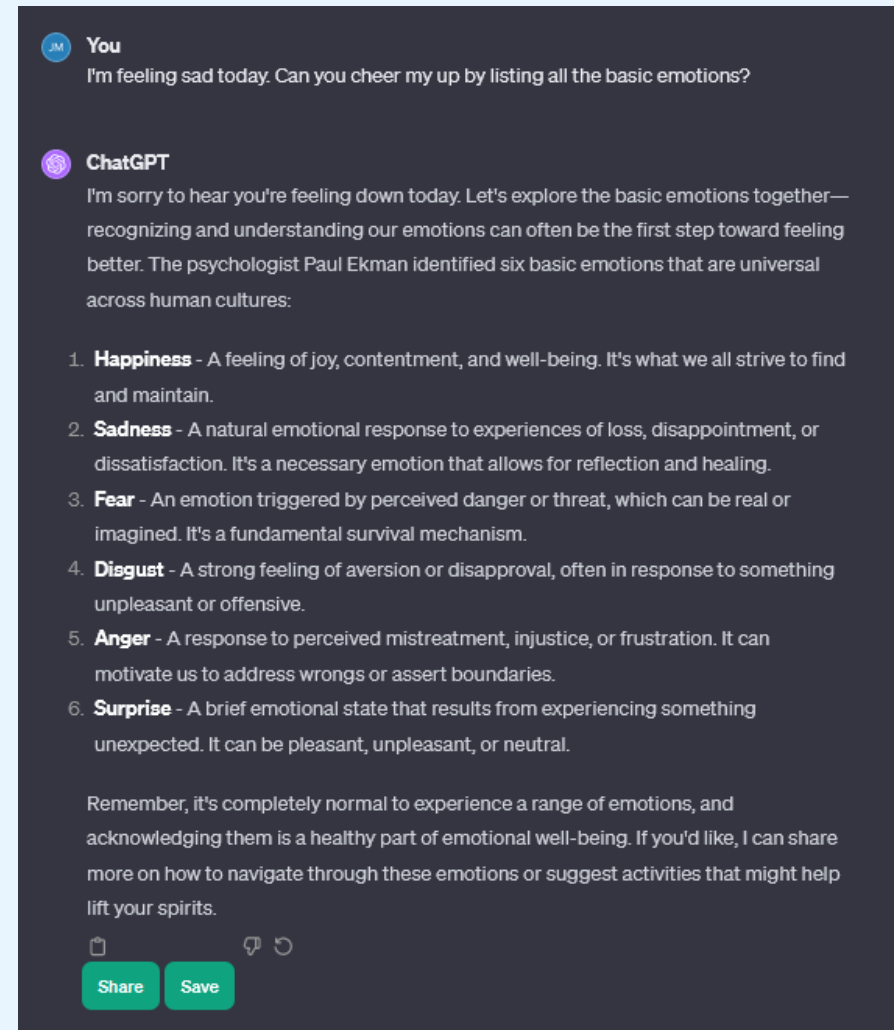 JM You
I'm feeling sad today. Can you cheer my up by listing all the basic emotions?
ChatGPT
I'm sorry to hear you're feeling down today. Let's explore the basic emotions together—
recognizing and understanding our emotions can often be the first step toward feeling
better. The psychologist Paul Ekman identified six basic emotions that are universal
across human cultures:
1. Happiness - A feeling of joy, contentment, and well-being. It's what we all strive to find
and maintain.
2. Sadness - A natural emotional response to experiences of loss, disappointment, or
dissatisfaction. It's a necessary emotion that allows for reflection and healing.
3. Fear - An emotion triggered by perceived danger or threat, which can be real or
imagined. It's a fundamental survival mechanism.
4. Disgust - A strong feeling of aversion or disapproval, often in response to something
unpleasant or offensive.
5. Anger - A response to perceived mistreatment, injustice, or frustration. It can
motivate us to address wrongs or assert boundaries.
6. Surprise - A brief emotional state that results from experiencing something
unexpected. It can be pleasant, unpleasant, or neutral.
Remember, it's completely normal to experience a range of emotions, and
acknowledging them is a healthy part of emotional well-being. If you'd like, I can share
more on how to navigate through these emotions or suggest activities that might help
lift your spirits.
Share Save